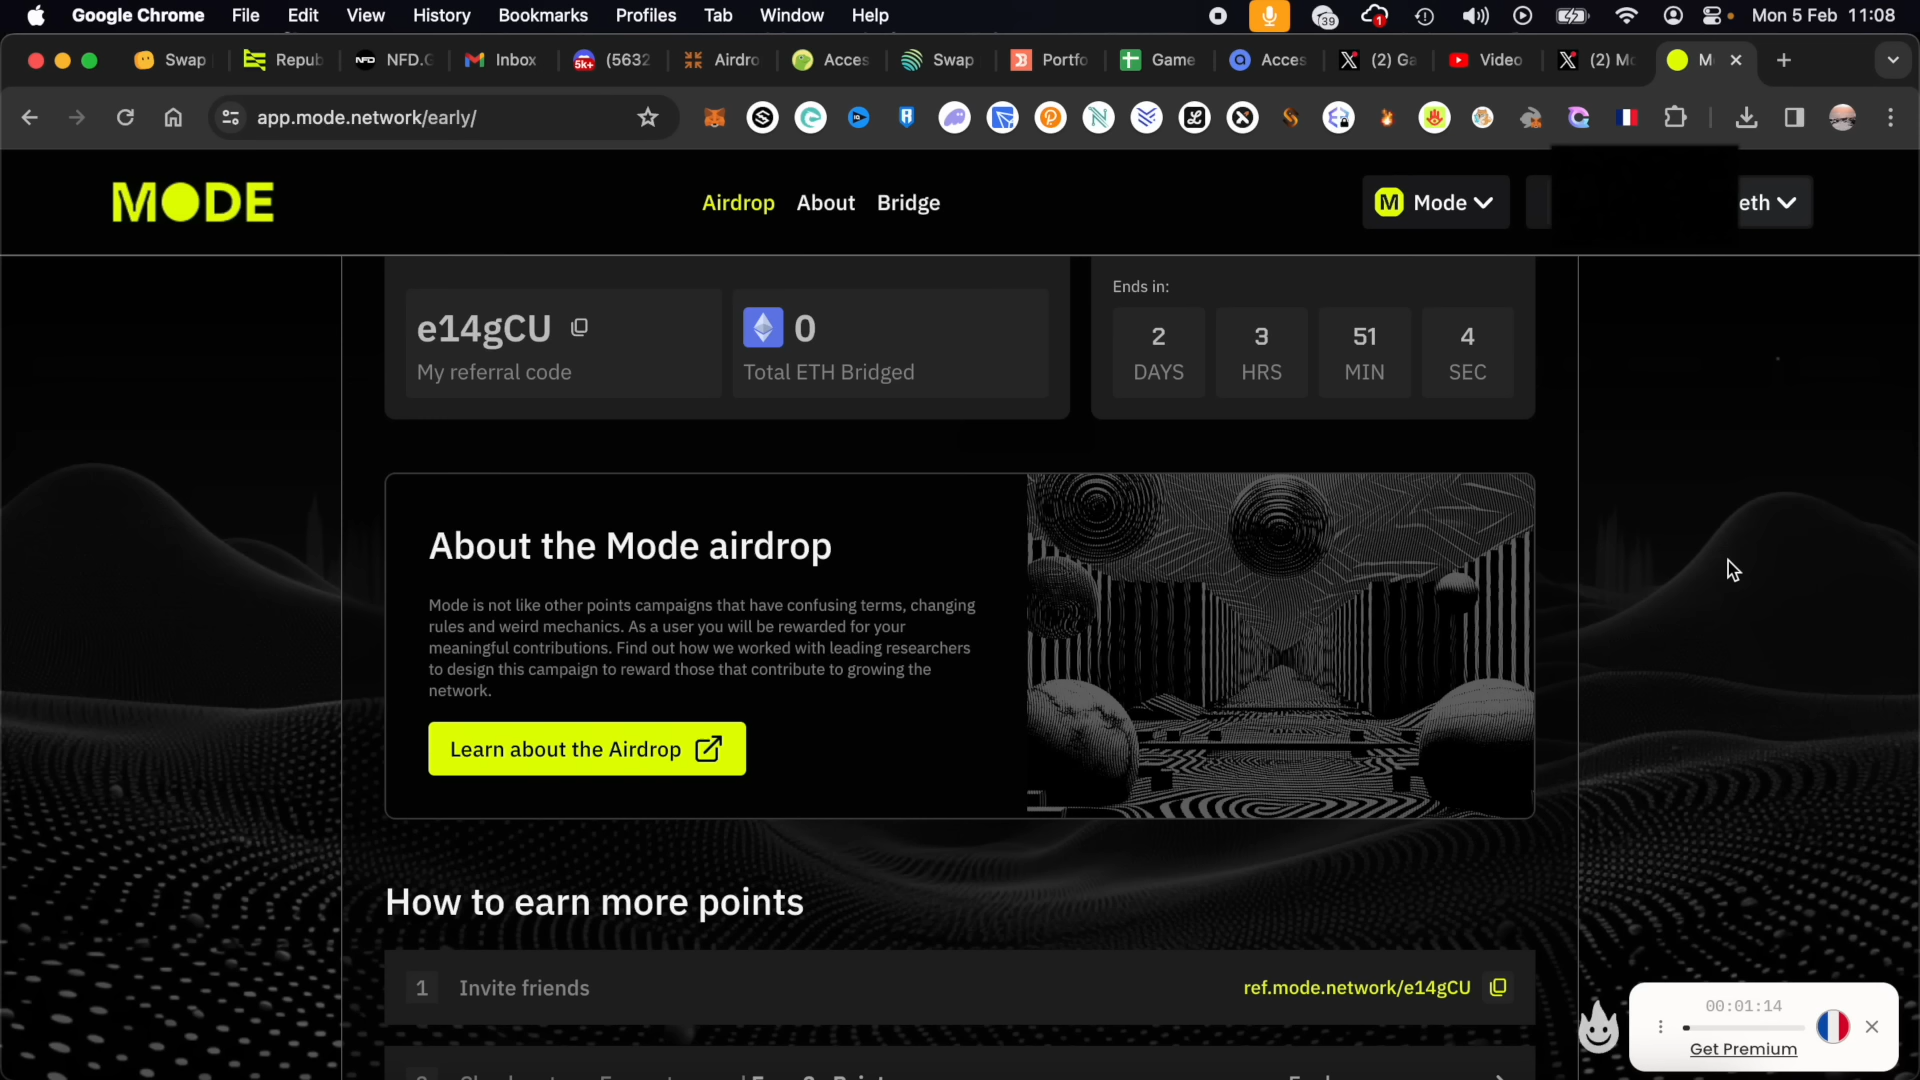 Google Chrome File Edit View History Bookmarks Profiles Tab Window Help
39 1 Mon 5 Feb 11:08
Swap Repub NFD.G Inbox (5632 Airdro Acces Swap Portfo Game Acces (2) Ga Video (2) Mo M
app.mode.network/early/
MODE
Airdrop About Bridge
Mode
eth
e14gCU
My referral code
0
Total ETH Bridged
Ends in:
2 3 51 4
DAYS HRS MIN SEC
About the Mode airdrop
Mode is not like other points campaigns that have confusing terms, changing
rules and weird mechanics. As a user you will be rewarded for your
meaningful contributions. Find out how we worked with leading researchers
to design this campaign to reward those that contribute to growing the
network.
Learn about the Airdrop
How to earn more points
1 Invite friends
ref.mode.network/e14gCU
00:01:14
Get Premium